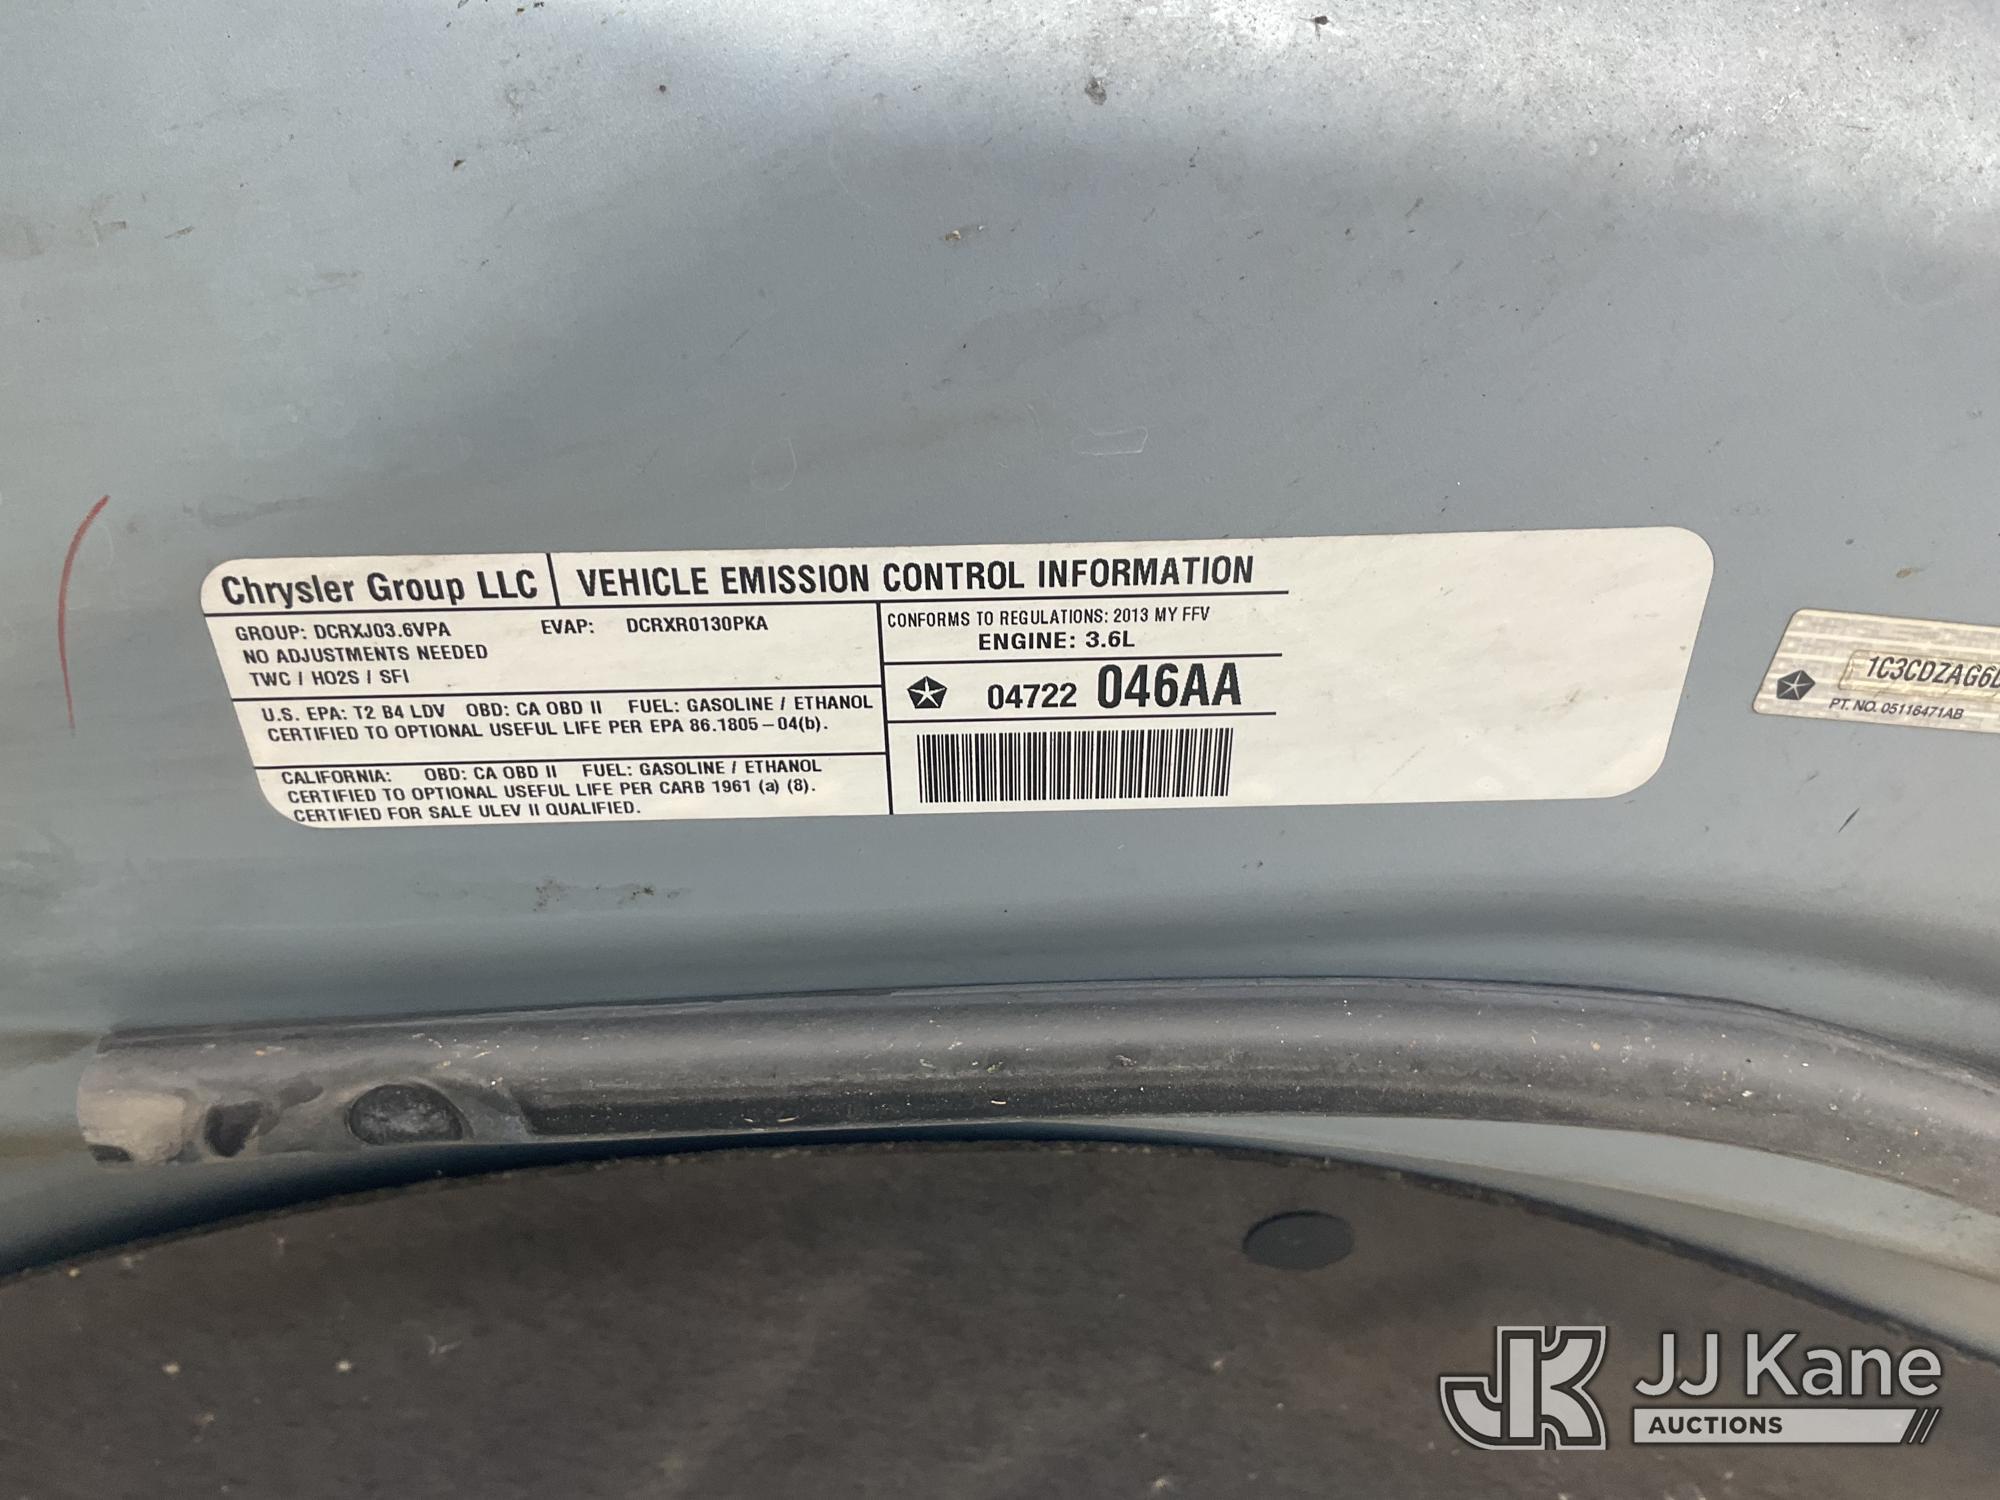 Chrysler Group LLC VEHICLE EMISSION CONTROL INFORMATION
GROUP: DCRXJ03.6VPA EVAP: DCRXR0130PKA
NO ADJUSTMENTS NEEDED
TWC / HO2S / SFI
U.S. EPA: T2 B4 LDV OBD: CA OBD II FUEL: GASOLINE / ETHANOL
CERTIFIED TO OPTIONAL USEFUL LIFE PER EPA 86.1805-04(b).
CALIFORNIA: OBD: CA OBD II FUEL: GASOLINE / ETHANOL
CERTIFIED TO OPTIONAL USEFUL LIFE PER CARB 1961 (a) (8).
CERTIFIED FOR SALE ULEV II QUALIFIED.
CONFORMS TO REGULATIONS: 2013 MY FFV
ENGINE: 3.6L
04722 046AA
1C3CDZAG6
PT. NO. 05116471AB
JK JJ Kane
AUCTIONS